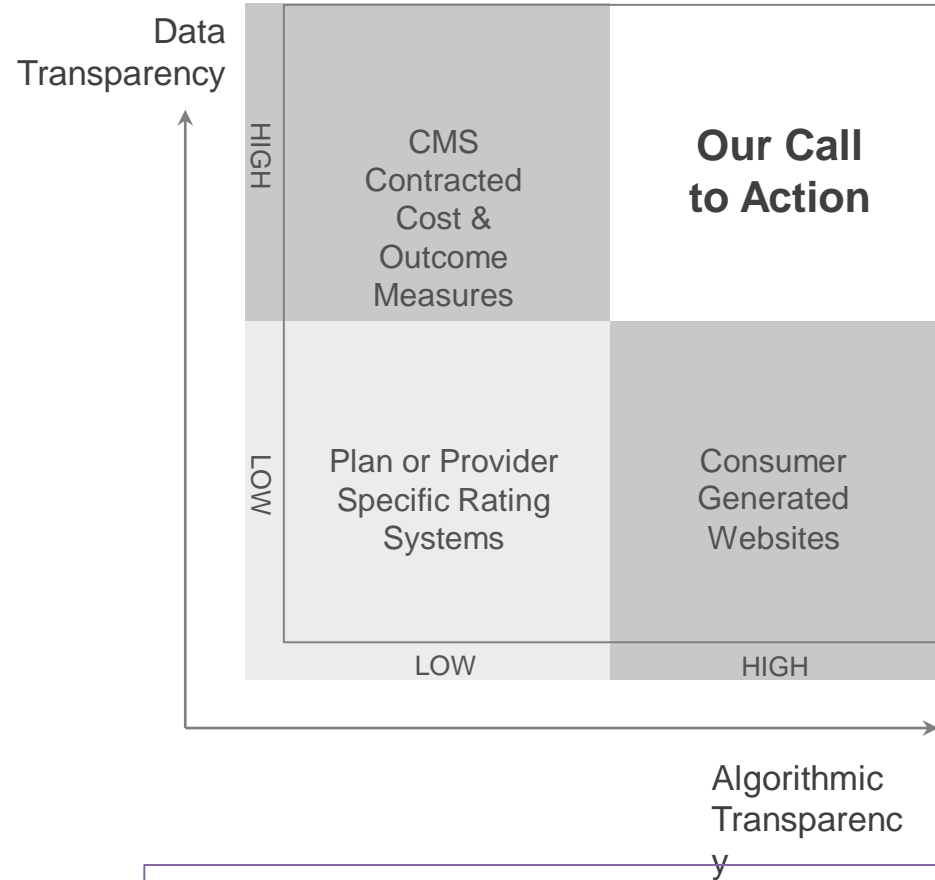 Data
Transparency
HIGH
CMS
Contracted
Cost &
Outcome
Measures
Our Call
to Action
LOW
Plan or Provider
Specific Rating
Systems
Consumer
Generated
Websites
LOW
HIGH
Algorithmic
Transparenc
y